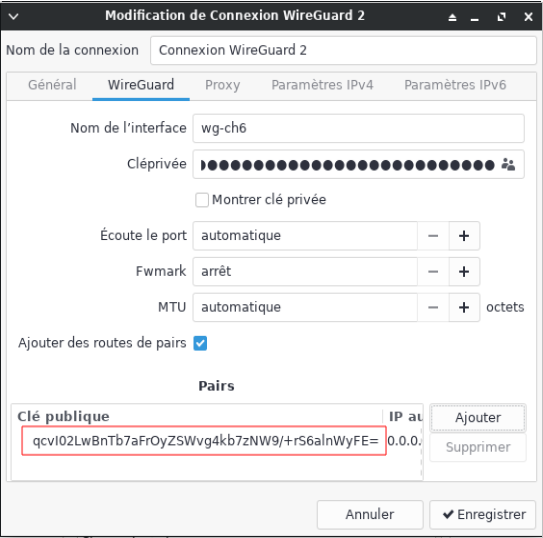 Modification de Connexion WireGuard 2
Nom de la connexion Connexion WireGuard 2
Général WireGuard Proxy Paramètres IPv4 Paramètres IPv6
Nom de l'interface wg-ch6
Cléprivée
Montrer clé privée
Écoute le port automatique
Fwmark arrêt
MTU automatique octets
Ajouter des routes de pairs
Pairs
Clé publique IP au Ajouter
qcvI02LwBnTb7aFrOyZSWvg4kb7zNW9/+rS6alnWyFE= 0.0.0.
Supprimer
Annuler Enregistrer